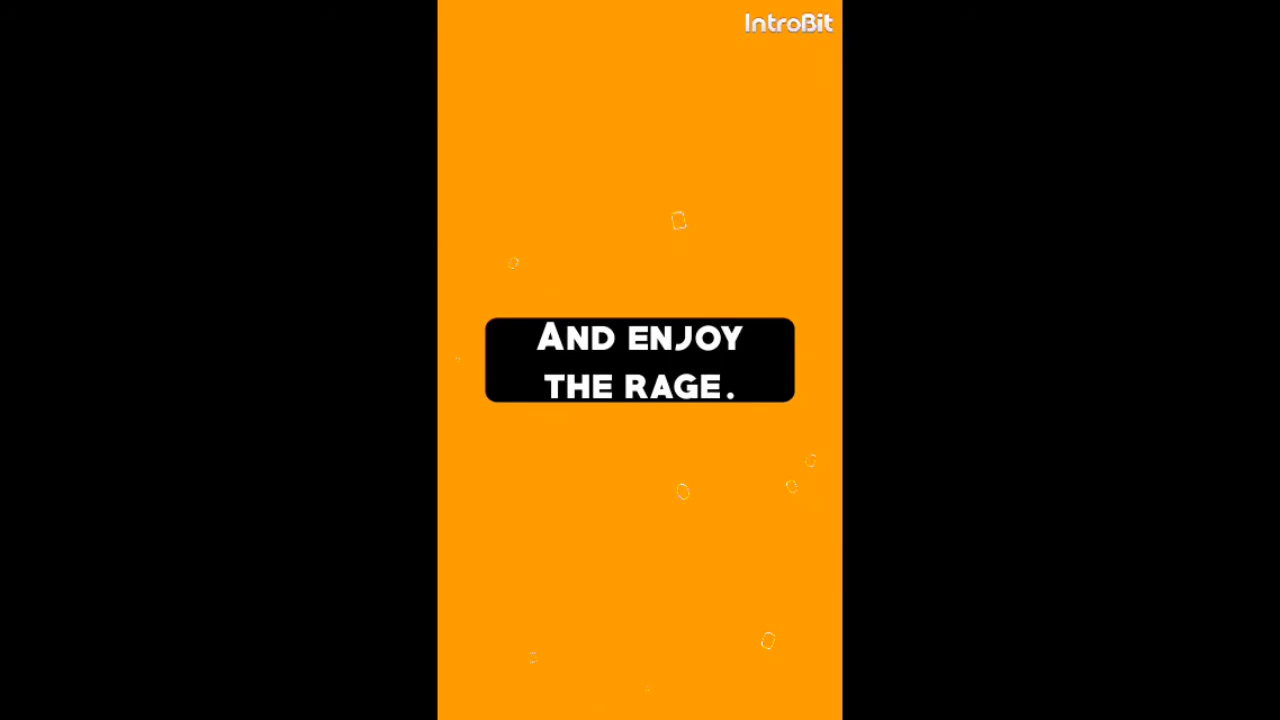 IntroBit
And enjoy
the rage.